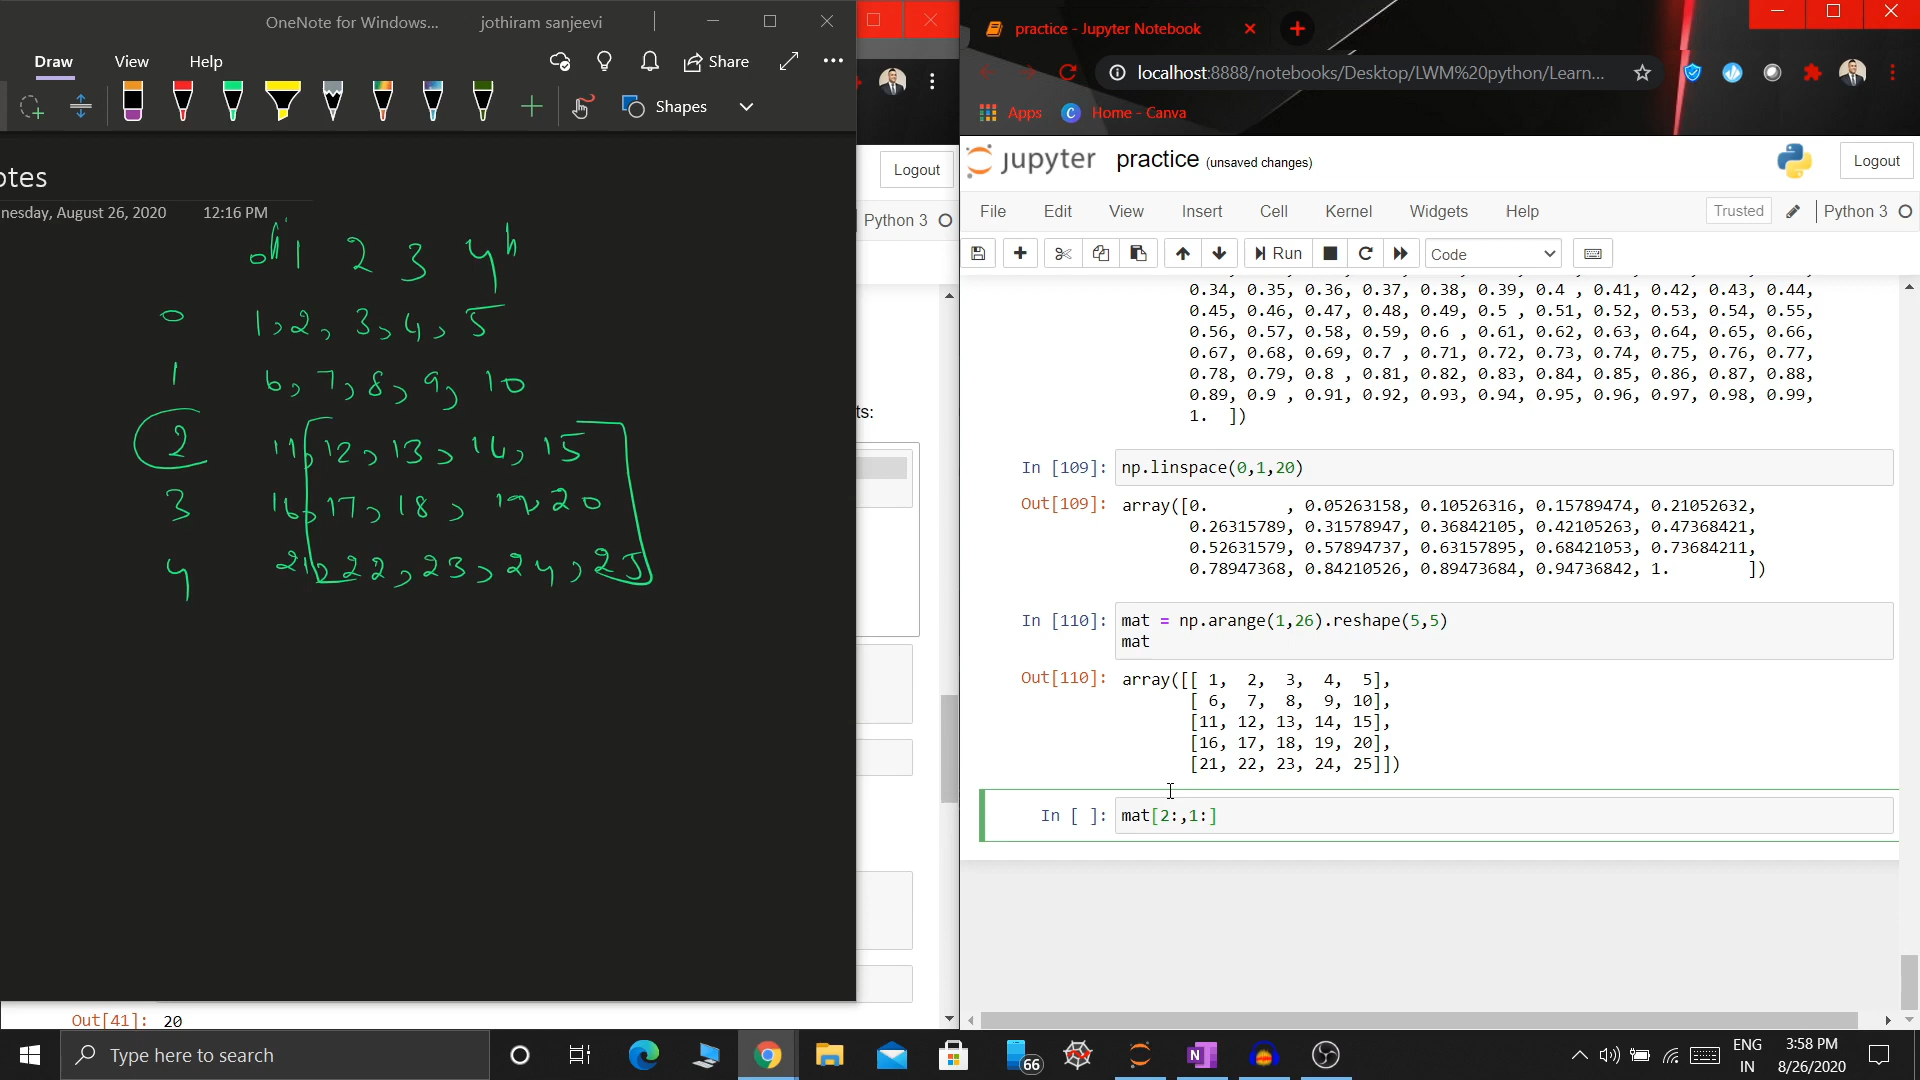 OneNote for Windows...
jothiram sanjeevi
Draw
View
Help
Share
Shapes
otes
nesday, August 26, 2020
12:16 PM
oth 1 2 3 4th
0 1, 2, 3, 4, 5
1 6, 7, 8, 9, 10
2 11, 12, 13, 14, 15
3 16, 17, 18, 19, 20
4 21, 22, 23, 24, 25
Logout
Python 3
ts:
Out[41]: 20
practice - Jupyter Notebook
localhost:8888/notebooks/Desktop/LWM%20python/Learn...
Apps
Home - Canva
jupyter practice (unsaved changes)
Logout
File Edit View Insert Cell Kernel Widgets Help
Trusted
Python 3
Run
Code
0.34, 0.35, 0.36, 0.37, 0.38, 0.39, 0.4 , 0.41, 0.42, 0.43, 0.44,
0.45, 0.46, 0.47, 0.48, 0.49, 0.5 , 0.51, 0.52, 0.53, 0.54, 0.55,
0.56, 0.57, 0.58, 0.59, 0.6 , 0.61, 0.62, 0.63, 0.64, 0.65, 0.66,
0.67, 0.68, 0.69, 0.7 , 0.71, 0.72, 0.73, 0.74, 0.75, 0.76, 0.77,
0.78, 0.79, 0.8 , 0.81, 0.82, 0.83, 0.84, 0.85, 0.86, 0.87, 0.88,
0.89, 0.9 , 0.91, 0.92, 0.93, 0.94, 0.95, 0.96, 0.97, 0.98, 0.99,
1. ])
In [109]: np.linspace(0,1,20)
Out[109]: array([0. , 0.05263158, 0.10526316, 0.15789474, 0.21052632,
0.26315789, 0.31578947, 0.36842105, 0.42105263, 0.47368421,
0.52631579, 0.57894737, 0.63157895, 0.68421053, 0.73684211,
0.78947368, 0.84210526, 0.89473684, 0.94736842, 1. ])
In [110]: mat = np.arange(1,26).reshape(5,5)
mat
Out[110]: array([[ 1, 2, 3, 4, 5],
[ 6, 7, 8, 9, 10],
[11, 12, 13, 14, 15],
[16, 17, 18, 19, 20],
[21, 22, 23, 24, 25]])
In [ ]: mat[2:,1:]
Type here to search
66
ENG
IN
3:58 PM
8/26/2020